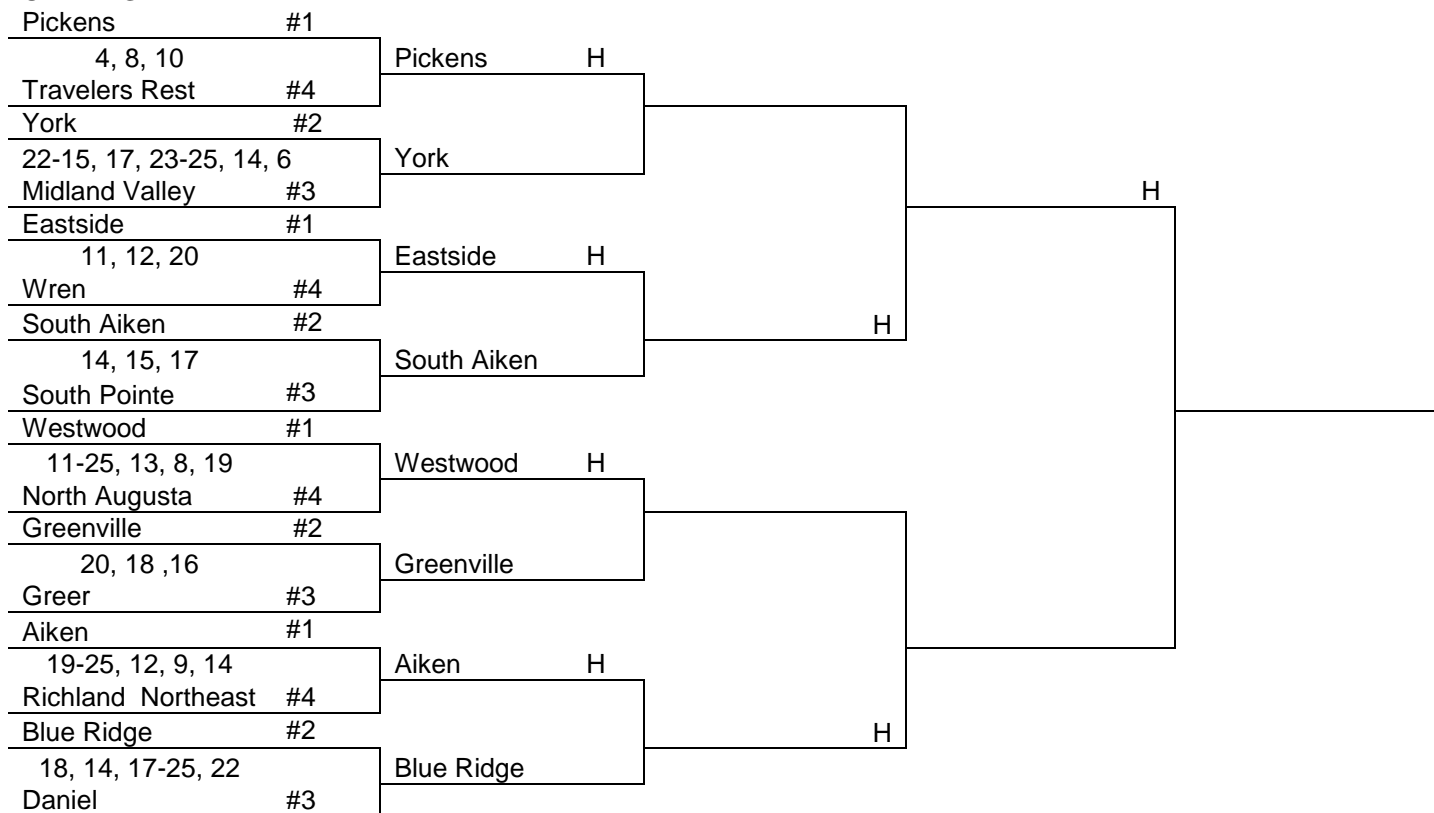 Pickens #1
4, 8, 10 Pickens H
Travelers Rest #4
York #2
22-15, 17, 23-25, 14, 6 York
Midland Valley #3 H
Eastside #1
11, 12, 20 Eastside H
Wren #4
South Aiken #2 H
14, 15, 17 South Aiken
South Pointe #3
Westwood #1
11-25, 13, 8, 19 Westwood H
North Augusta #4
Greenville #2
20, 18 ,16 Greenville
Greer #3
Aiken #1
19-25, 12, 9, 14 Aiken H
Richland Northeast #4
Blue Ridge #2 H
18, 14, 17-25, 22 Blue Ridge
Daniel #3